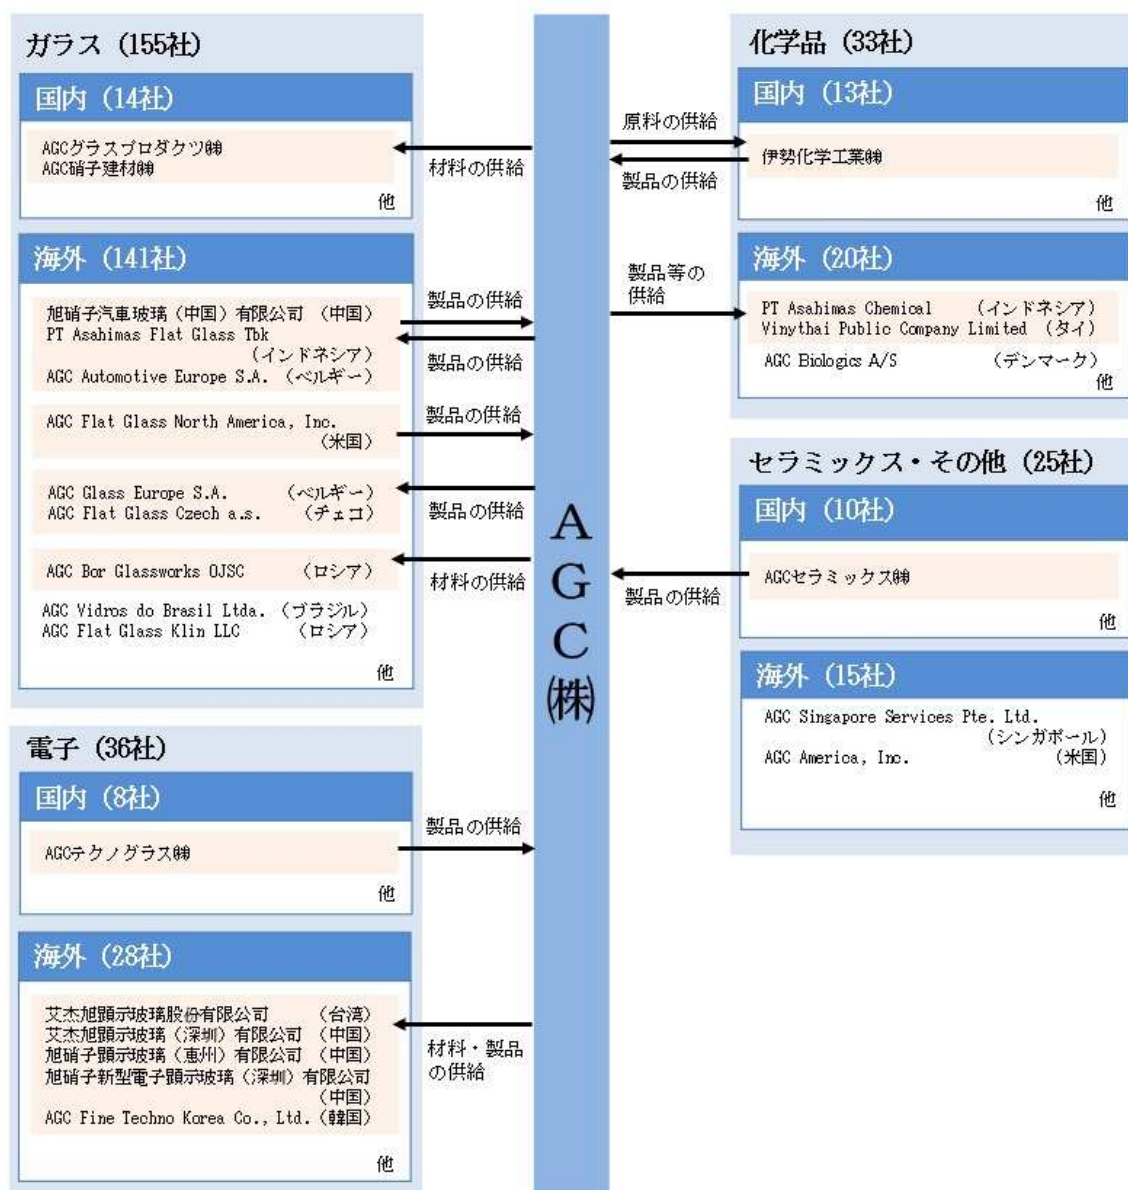 ガラス (155社)
国内 (14社)
AGCグラスプロダクツ㈱
AGC硝子建材㈱
他
材料の供給
海外 (141社)
旭硝子汽車玻璃（中国）有限公司 （中国）
PT Asahimas Flat Glass Tbk
（インドネシア）
AGC Automotive Europe S.A. （ベルギー）
製品の供給
製品の供給
AGC Flat Glass North America, Inc.
（米国）
製品の供給
AGC Glass Europe S.A. （ベルギー）
AGC Flat Glass Czech a.s. （チェコ）
製品の供給
AGC Bor Glassworks OJSC （ロシア）
材料の供給
AGC Vidros do Brasil Ltda. （ブラジル）
AGC Flat Glass Klin LLC （ロシア）
他
電子 (36社)
国内 (8社)
AGCテクノグラス㈱
他
製品の供給
海外 (28社)
艾杰旭顕示玻璃股份有限公司 （台湾）
艾杰旭顕示玻璃（深圳）有限公司 （中国）
旭硝子顕示玻璃（惠州）有限公司 （中国）
旭硝子新型電子顕示玻璃（深圳）有限公司
（中国）
AGC Fine Techno Korea Co., Ltd. （韓国）
他
材料・製品
の供給
AGC㈱
化学品 (33社)
国内 (13社)
原料の供給
伊勢化学工業㈱
製品の供給
他
海外 (20社)
製品等の
供給
PT Asahimas Chemical （インドネシア）
Vinythai Public Company Limited （タイ）
AGC Biologics A/S （デンマーク）
他
セラミックス・その他 (25社)
国内 (10社)
AGCセラミックス㈱
製品の供給
他
海外 (15社)
AGC Singapore Services Pte. Ltd.
（シンガポール）
AGC America, Inc. （米国）
他